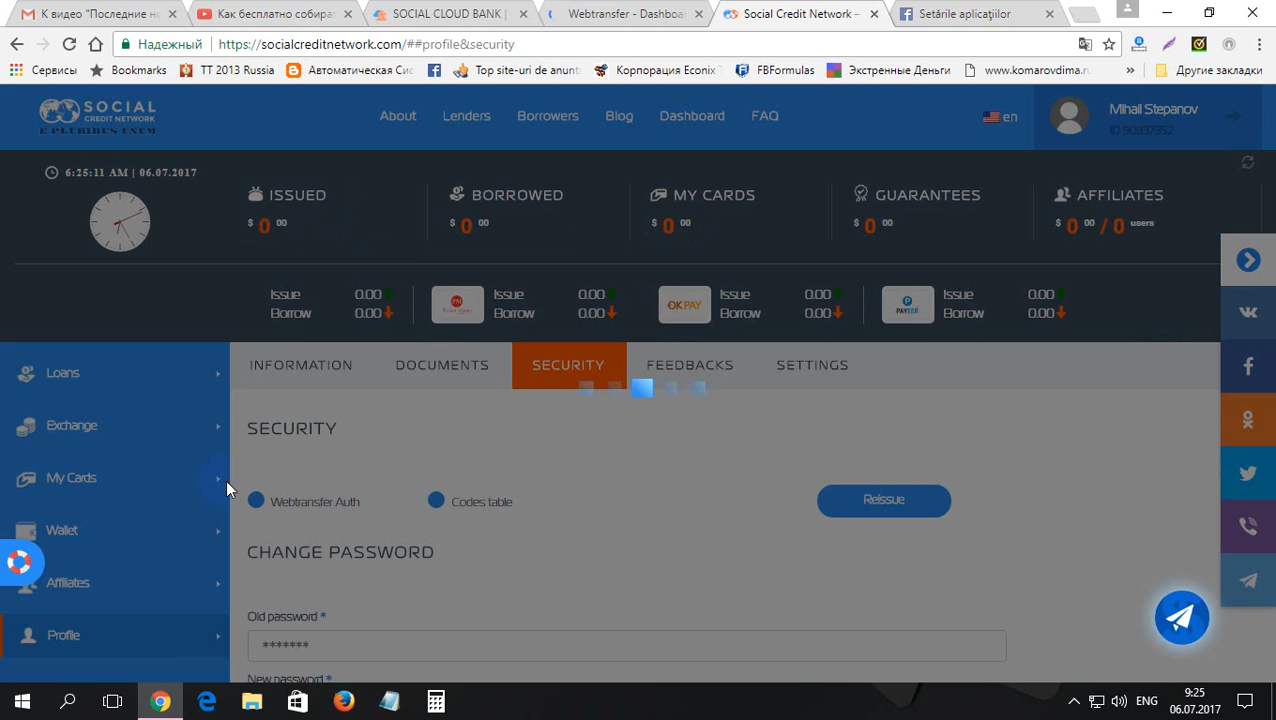 К видео "Последние но
Как бесплатно собира
SOCIAL CLOUD BANK |
Webtransfer - Dashboa
Social Credit Network –
Setările aplicaţiilor
Надежный
https://socialcreditnetwork.com/##profile&security
Сервисы
Bookmarks
TT 2013 Russia
Автоматическая Сис
Top site-uri de anunt
Корпорация Econix
FBFormulas
Экстренные Деньги
www.komarovdima.ru
»
Другие закладки
SOCIAL
CREDIT NETWORK
E PLURIBUS UNUM
About
Lenders
Borrowers
Blog
Dashboard
FAQ
en
Mihail Stepanov
ID 90837352
6:25:11 AM | 06.07.2017
ISSUED
$ 0 00
BORROWED
$ 0 00
MY CARDS
$ 0 00
GUARANTEES
$ 0 00
AFFILIATES
$ 0 00 / 0 users
Issue 0.00
Borrow 0.00
PM
Issue 0.00
Borrow 0.00
OKPAY
Issue 0.00
Borrow 0.00
PAYEER
Issue 0.00
Borrow 0.00
Loans
Exchange
My Cards
Wallet
Affiliates
Profile
INFORMATION
DOCUMENTS
SECURITY
FEEDBACKS
SETTINGS
SECURITY
Webtransfer Auth
Codes table
Reissue
CHANGE PASSWORD
Old password *
*******
New password *
ENG
9:25
06.07.2017